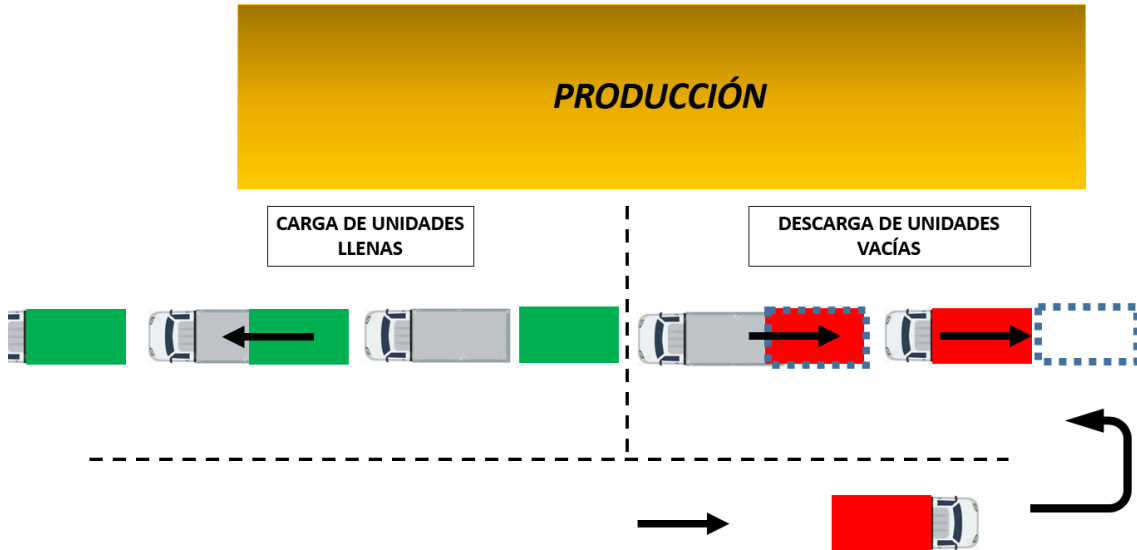 PRODUCCIÓN
CARGA DE UNIDADES
LLENAS
DESCARGA DE UNIDADES
VACÍAS